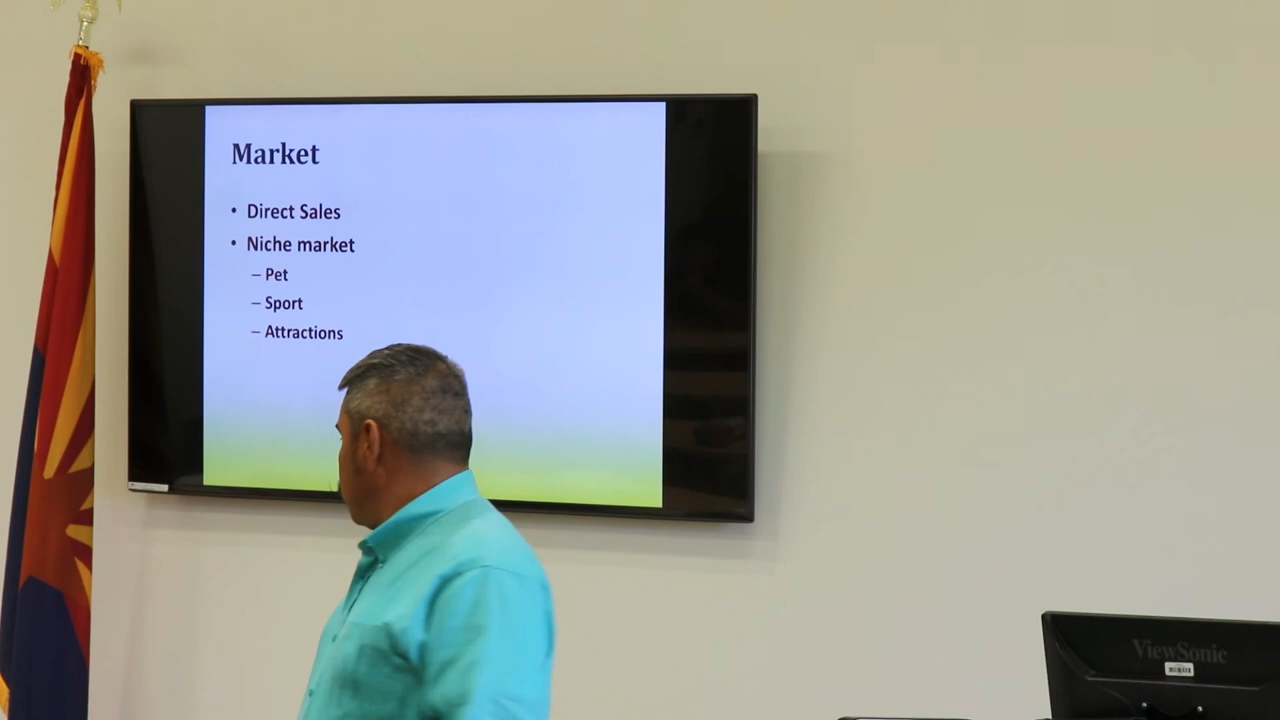 Market
• Direct Sales
• Niche market
– Pet
– Sport
– Attractions
ViewSonic